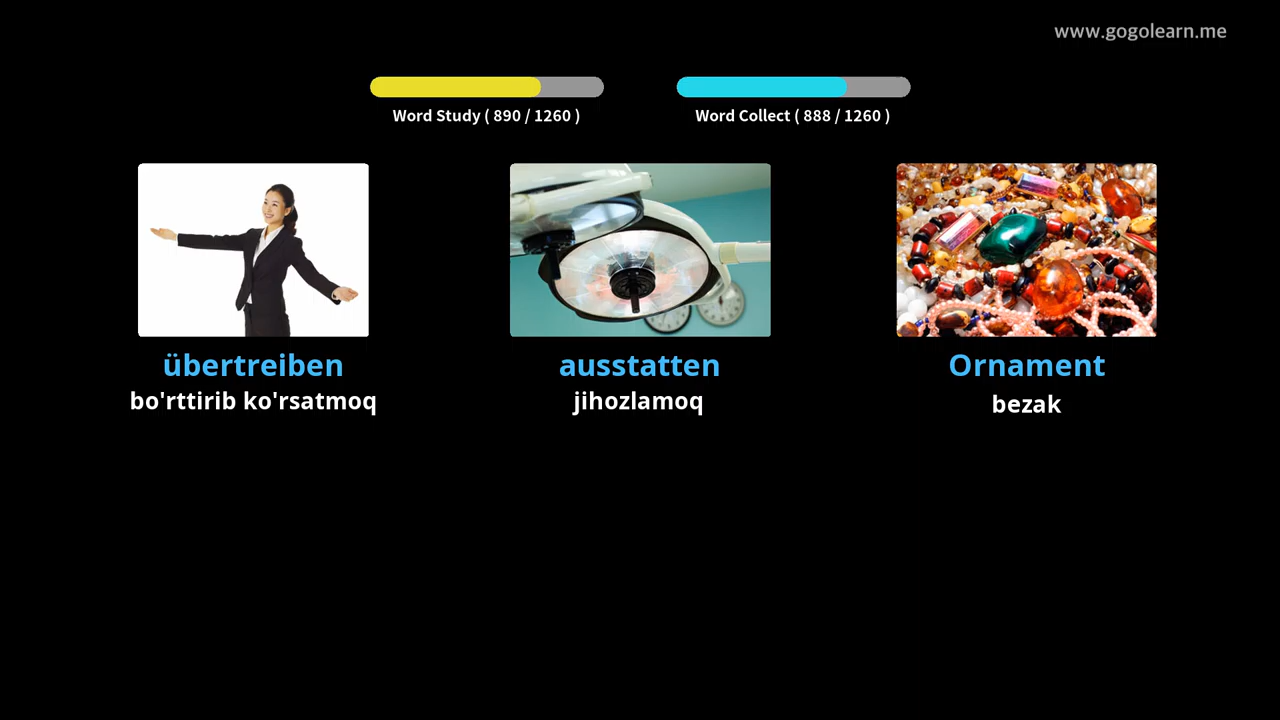 www.gogolearn.me
Word Study ( 890 / 1260 )
Word Collect ( 888 / 1260 )
übertreiben
bo'rttirib ko'rsatmoq
ausstatten
jihozlamoq
Ornament
bezak